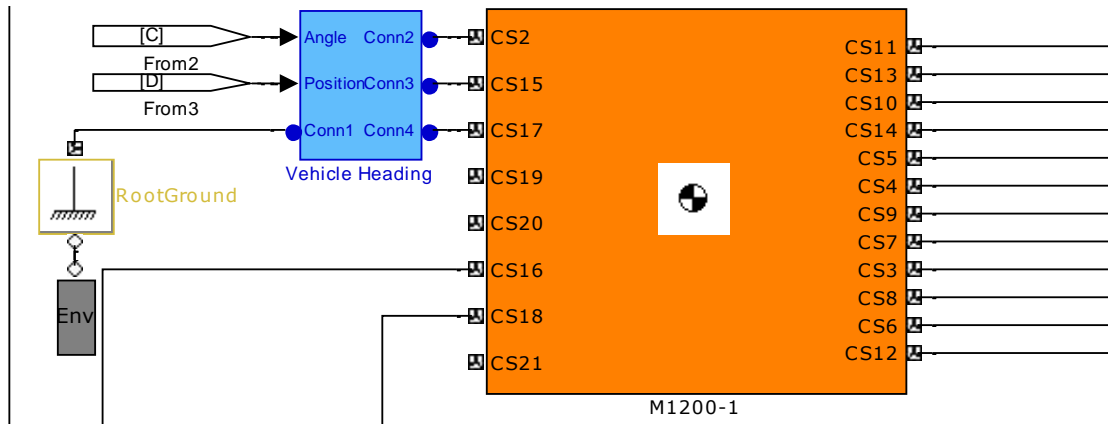 [C]
From2
[D]
From3
Angle Conn2
Position Conn3
Conn1 Conn4
Vehicle Heading
RootGround
Env
CS2
CS15
CS17
CS19
CS20
CS16
CS18
CS21
CS11
CS13
CS10
CS14
CS5
CS4
CS9
CS7
CS3
CS8
CS6
CS12
M1200-1